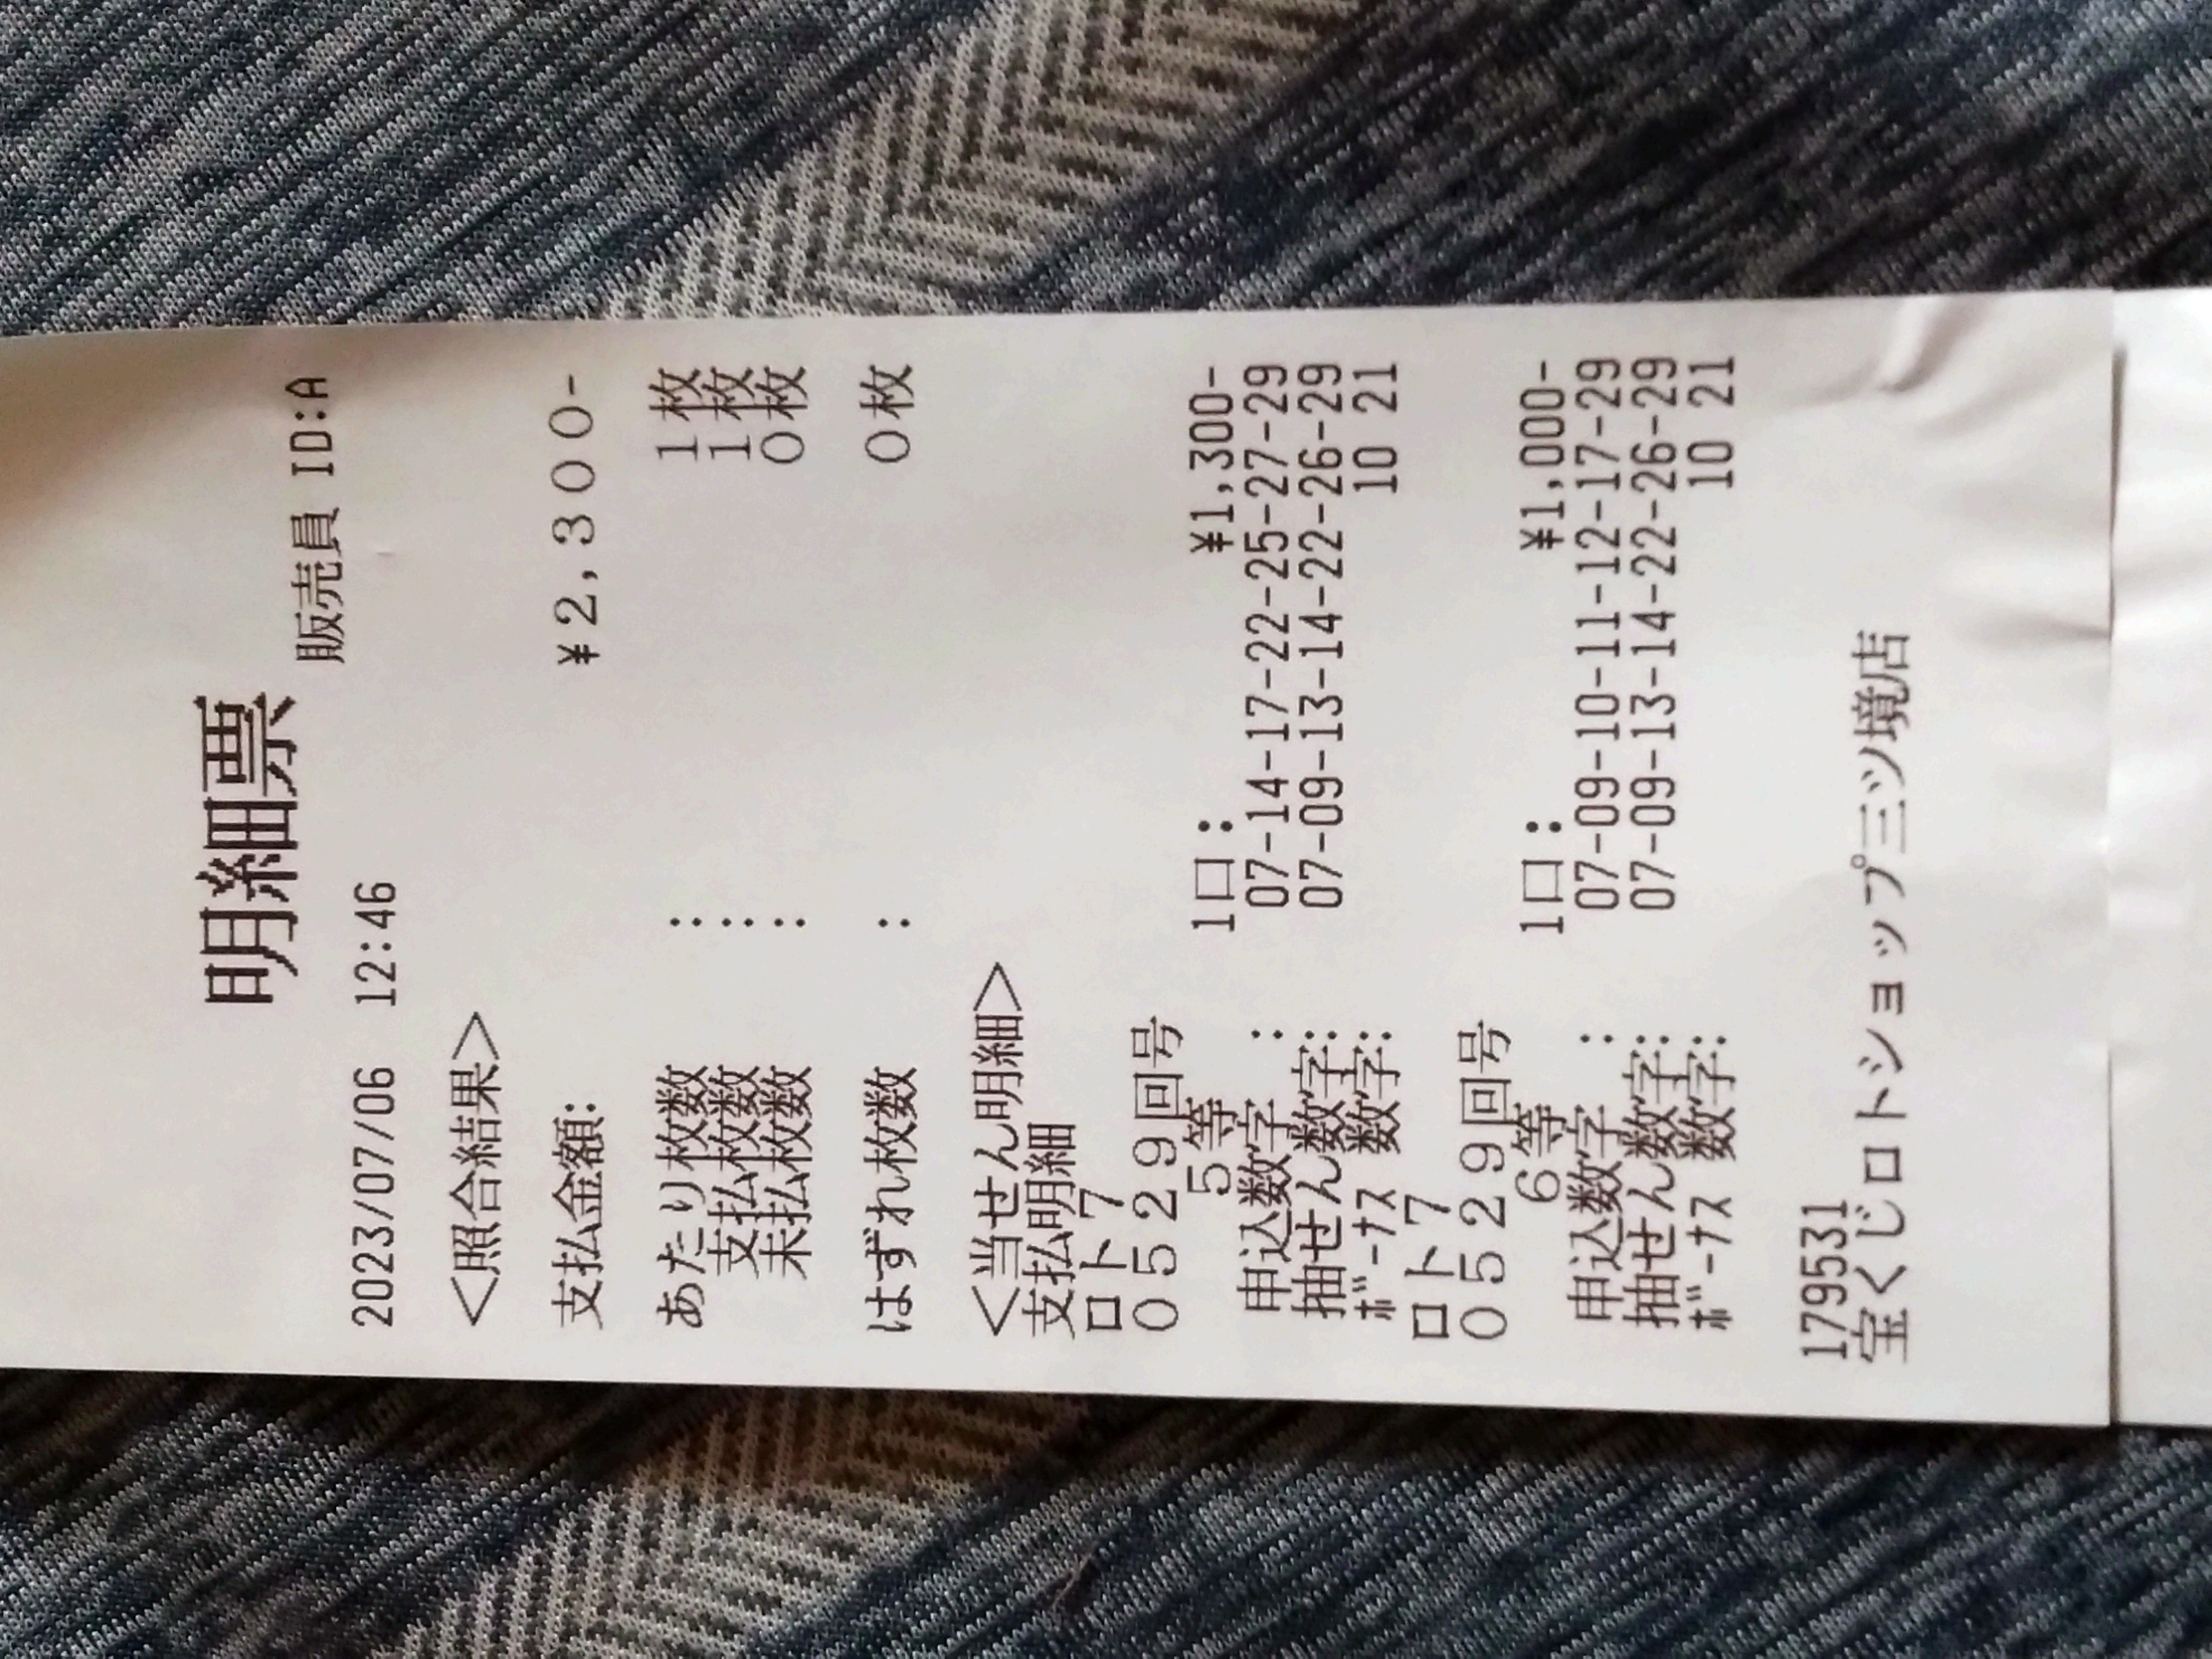 明細票
販売員 ID:A
2023/07/06 12:46
<照合結果>
支払金額: ¥2,300-
あたり枚数 : 1枚
支払枚数 : 1枚
未払枚数 : 0枚
はずれ枚数 : 0枚
<当せん明細>
支払明細
ロト7
0529回号
5等 1口: ¥1,300-
申込数字 : 07-14-17-22-25-27-29
抽せん数字: 07-09-13-14-22-26-29
ボーナス 数字: 10 21
ロト7
0529回号
6等 1口: ¥1,000-
申込数字 : 07-09-10-11-12-17-29
抽せん数字: 07-09-13-14-22-26-29
ボーナス 数字: 10 21
179531
宝くじロトショップ三ツ境店